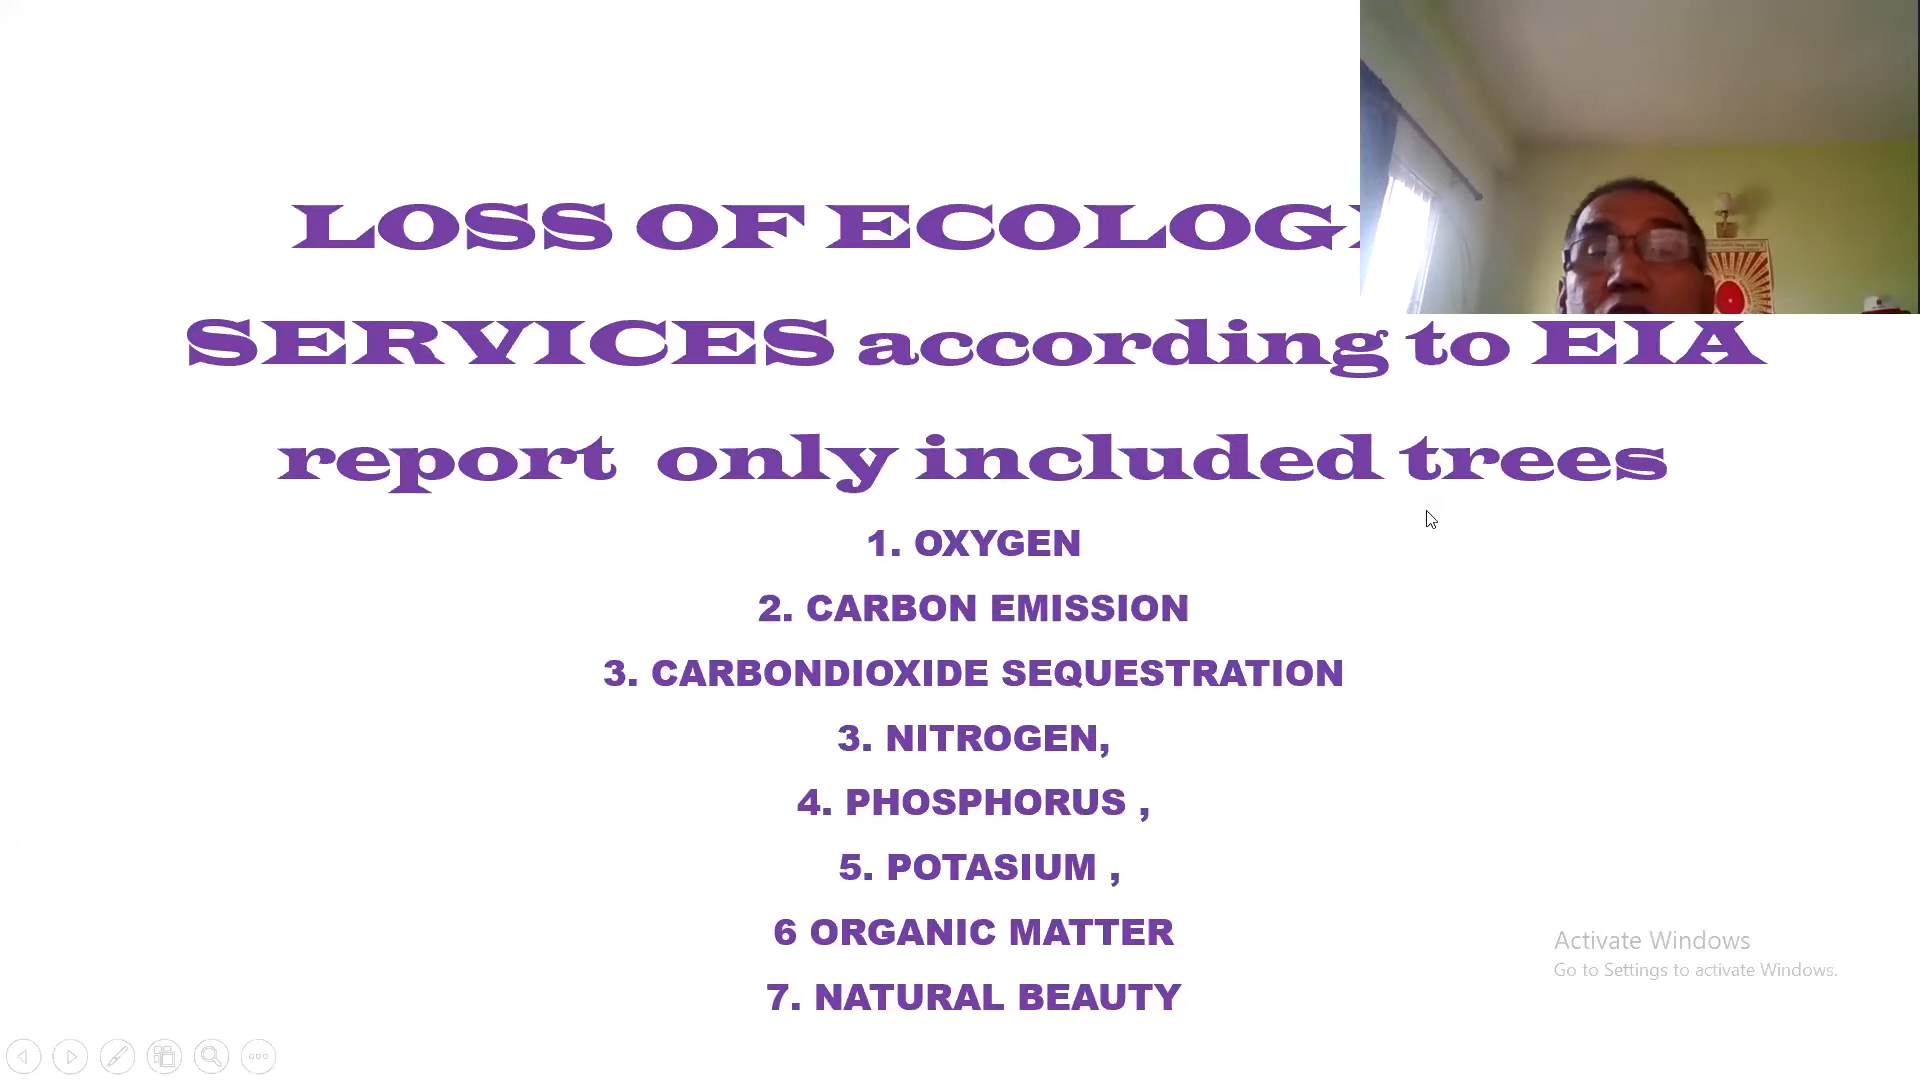 LOSS OF ECOLOGI
SERVICES according to EIA
report only included trees
1. OXYGEN
2. CARBON EMISSION
3. CARBONDIOXIDE SEQUESTRATION
3. NITROGEN,
4. PHOSPHORUS ,
5. POTASIUM ,
6 ORGANIC MATTER
7. NATURAL BEAUTY
Activate Windows
Go to Settings to activate Windows.